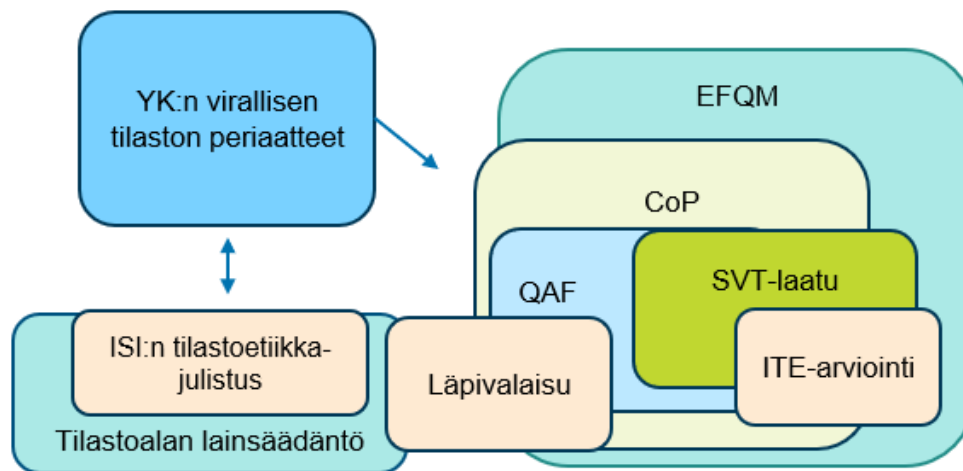 YK:n virallisen
tilaston periaatteet
EFQM
CoP
QAF
SVT-laatu
ISI:n tilastoetiikka-
julistus
Läpivalaisu
ITE-arviointi
Tilastoalan lainsäädäntö